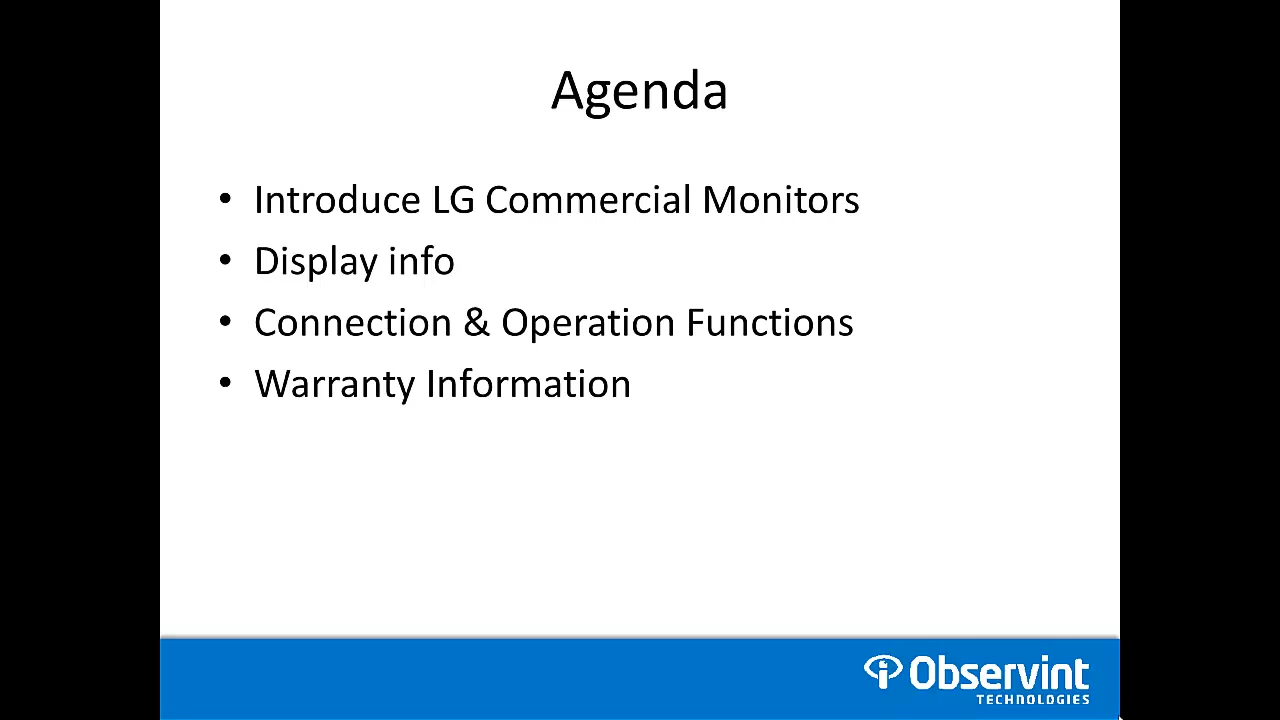 Agenda
• Introduce LG Commercial Monitors
• Display info
• Connection & Operation Functions
• Warranty Information
Observint
TECHNOLOGIES